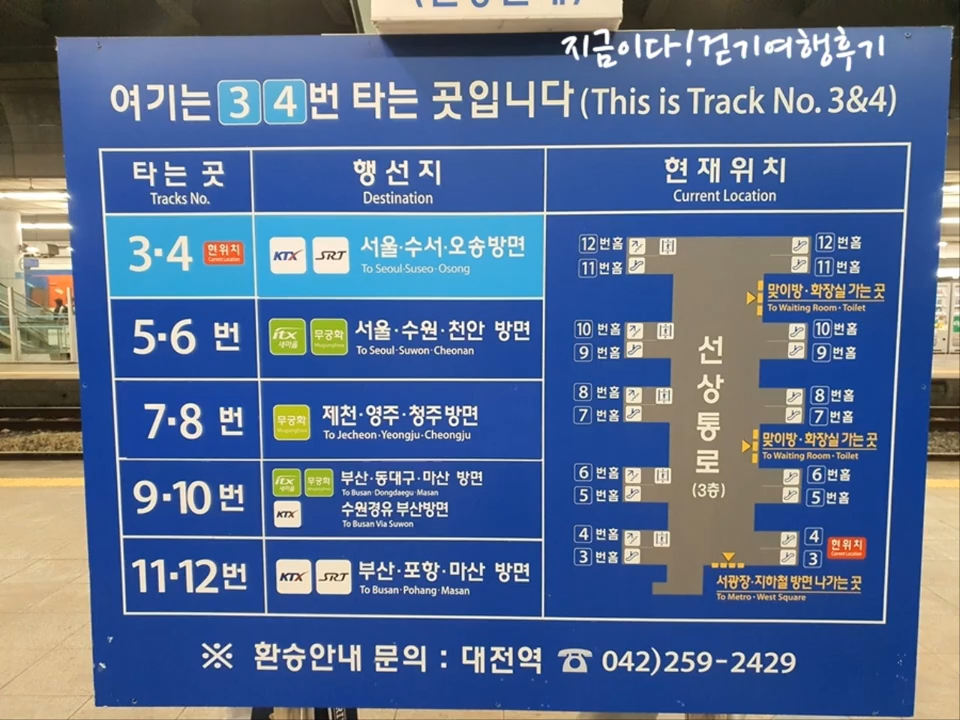 지금이다!걷기여행후기
여기는 3 4번 타는 곳입니다 (This is Track No. 3&4)
타는 곳
Tracks No.
행선지
Destination
현재위치
Current Location
3·4 현위치
Current Location
KTX SRT 서울·수서·오송방면
To Seoul·Suseo·Osong
5·6 번
itx 새마을 무궁화 서울·수원·천안 방면
Mugunghwa To Seoul·Suwon·Cheonan
7·8 번
무궁화 제천·영주·청주방면
Mugunghwa To Jecheon·Yeongju·Cheongju
9·10 번
itx 새마을 무궁화 부산·동대구·마산 방면
Mugunghwa To Busan·Dongdaegu·Masan
KTX 수원경유 부산방면
To Busan Via Suwon
11·12번
KTX SRT 부산·포항·마산 방면
To Busan·Pohang·Masan
12 번홈 12 번홈
11 번홈 11 번홈
맞이방·화장실 가는 곳
To Waiting Room·Toilet
10 번홈 10 번홈
9 번홈 9 번홈
선상통로
(3층)
8 번홈 8 번홈
7 번홈 7 번홈
맞이방·화장실 가는 곳
To Waiting Room·Toilet
6 번홈 6 번홈
5 번홈 5 번홈
4 번홈 4 현위치
3 번홈 3 Current Location
서광장·지하철 방면 나가는 곳
To Metro·West Square
※ 환승안내 문의 : 대전역 ☎ 042)259-2429